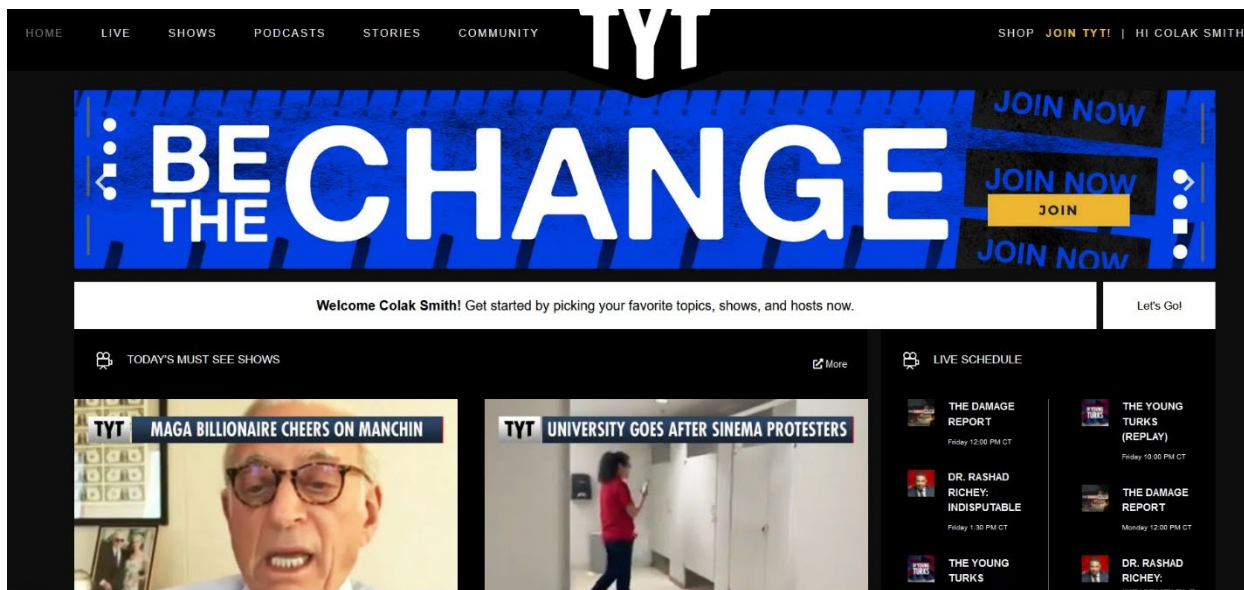 HOME LIVE SHOWS PODCASTS STORIES COMMUNITY
TYT
SHOP JOIN TYT! | HI COLAK SMITH
BE THE CHANGE
JOIN NOW
JOIN NOW
JOIN
JOIN NOW
Welcome Colak Smith! Get started by picking your favorite topics, shows, and hosts now.
Let's Go!
TODAY'S MUST SEE SHOWS
More
TYT MAGA BILLIONAIRE CHEERS ON MANCHIN
TYT UNIVERSITY GOES AFTER SINEMA PROTESTERS
LIVE SCHEDULE
THE DAMAGE
REPORT
Friday 12:00 PM CT
DR. RASHAD
RICHEY:
INDISPUTABLE
Friday 1:30 PM CT
THE YOUNG
TURKS
THE YOUNG
TURKS
(REPLAY)
Friday 10:00 PM CT
THE DAMAGE
REPORT
Monday 12:00 PM CT
DR. RASHAD
RICHEY: